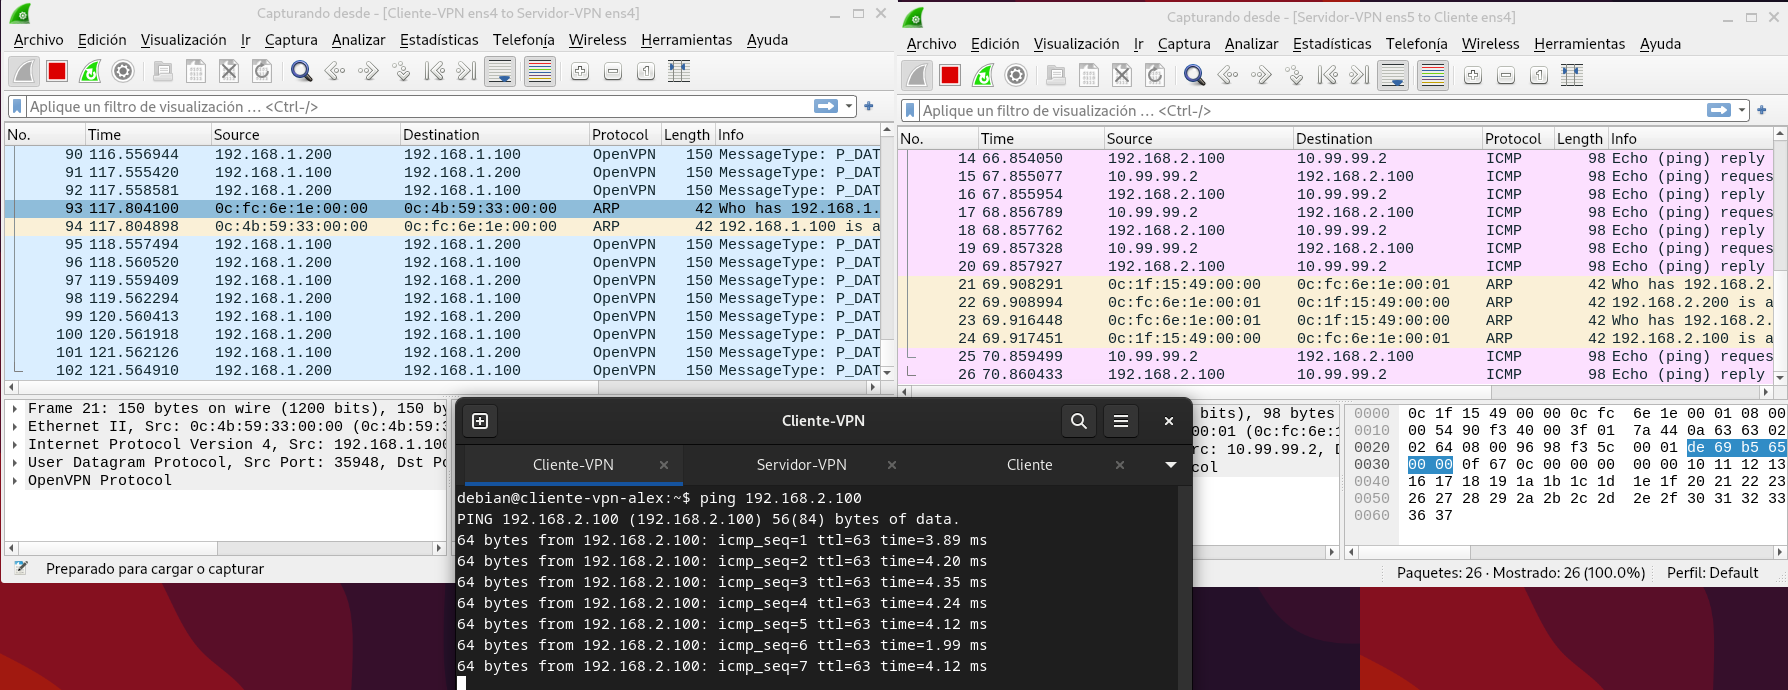 Capturando desde - [Cliente-VPN ens4 to Servidor-VPN ens4]
Archivo Edición Visualización Ir Captura Analizar Estadísticas Telefonía Wireless Herramientas Ayuda
Aplique un filtro de visualización … <Ctrl-/>
No. Time Source Destination Protocol Length Info
90 116.556944 192.168.1.200 192.168.1.100 OpenVPN 150 MessageType: P_DAT
91 117.555420 192.168.1.100 192.168.1.200 OpenVPN 150 MessageType: P_DAT
92 117.558581 192.168.1.200 192.168.1.100 OpenVPN 150 MessageType: P_DAT
93 117.804100 0c:fc:6e:1e:00:00 0c:4b:59:33:00:00 ARP 42 Who has 192.168.1.
94 117.804898 0c:4b:59:33:00:00 0c:fc:6e:1e:00:00 ARP 42 192.168.1.100 is a
95 118.557494 192.168.1.100 192.168.1.200 OpenVPN 150 MessageType: P_DAT
96 118.560520 192.168.1.200 192.168.1.100 OpenVPN 150 MessageType: P_DAT
97 119.559409 192.168.1.100 192.168.1.200 OpenVPN 150 MessageType: P_DAT
98 119.562294 192.168.1.200 192.168.1.100 OpenVPN 150 MessageType: P_DAT
99 120.560413 192.168.1.100 192.168.1.200 OpenVPN 150 MessageType: P_DAT
100 120.561918 192.168.1.200 192.168.1.100 OpenVPN 150 MessageType: P_DAT
101 121.562126 192.168.1.100 192.168.1.200 OpenVPN 150 MessageType: P_DAT
102 121.564910 192.168.1.200 192.168.1.100 OpenVPN 150 MessageType: P_DAT
Frame 21: 150 bytes on wire (1200 bits), 150 by
Ethernet II, Src: 0c:4b:59:33:00:00 (0c:4b:59:3
Internet Protocol Version 4, Src: 192.168.1.100
User Datagram Protocol, Src Port: 35948, Dst Po
OpenVPN Protocol
Preparado para cargar o capturar
Capturando desde - [Servidor-VPN ens5 to Cliente ens4]
Archivo Edición Visualización Ir Captura Analizar Estadísticas Telefonía Wireless Herramientas Ayuda
Aplique un filtro de visualización … <Ctrl-/>
No. Time Source Destination Protocol Length Info
14 66.854050 192.168.2.100 10.99.99.2 ICMP 98 Echo (ping) reply
15 67.855077 10.99.99.2 192.168.2.100 ICMP 98 Echo (ping) reques
16 67.855954 192.168.2.100 10.99.99.2 ICMP 98 Echo (ping) reply
17 68.856789 10.99.99.2 192.168.2.100 ICMP 98 Echo (ping) reques
18 68.857762 192.168.2.100 10.99.99.2 ICMP 98 Echo (ping) reply
19 69.857328 10.99.99.2 192.168.2.100 ICMP 98 Echo (ping) reques
20 69.857927 192.168.2.100 10.99.99.2 ICMP 98 Echo (ping) reply
21 69.908291 0c:1f:15:49:00:00 0c:fc:6e:1e:00:01 ARP 42 Who has 192.168.2.
22 69.908994 0c:fc:6e:1e:00:01 0c:1f:15:49:00:00 ARP 42 192.168.2.200 is a
23 69.916448 0c:fc:6e:1e:00:01 0c:1f:15:49:00:00 ARP 42 Who has 192.168.2.
24 69.917451 0c:1f:15:49:00:00 0c:fc:6e:1e:00:01 ARP 42 192.168.2.100 is a
25 70.859499 10.99.99.2 192.168.2.100 ICMP 98 Echo (ping) reques
26 70.860433 192.168.2.100 10.99.99.2 ICMP 98 Echo (ping) reply
bits), 98 bytes
00:01 (0c:fc:6e:1
rc: 10.99.99.2, D
col
0000 0c 1f 15 49 00 00 0c fc 6e 1e 00 01 08 00
0010 00 54 90 f3 40 00 3f 01 7a 44 0a 63 63 02
0020 02 64 08 00 96 98 f3 5c 00 01 de 69 b5 65
0030 00 00 0f 67 0c 00 00 00 00 00 10 11 12 13
0040 16 17 18 19 1a 1b 1c 1d 1e 1f 20 21 22 23
0050 26 27 28 29 2a 2b 2c 2d 2e 2f 30 31 32 33
0060 36 37
Paquetes: 26 · Mostrado: 26 (100.0%) Perfil: Default
Cliente-VPN
Cliente-VPN Servidor-VPN Cliente
debian@cliente-vpn-alex:~$ ping 192.168.2.100
PING 192.168.2.100 (192.168.2.100) 56(84) bytes of data.
64 bytes from 192.168.2.100: icmp_seq=1 ttl=63 time=3.89 ms
64 bytes from 192.168.2.100: icmp_seq=2 ttl=63 time=4.20 ms
64 bytes from 192.168.2.100: icmp_seq=3 ttl=63 time=4.35 ms
64 bytes from 192.168.2.100: icmp_seq=4 ttl=63 time=4.24 ms
64 bytes from 192.168.2.100: icmp_seq=5 ttl=63 time=4.12 ms
64 bytes from 192.168.2.100: icmp_seq=6 ttl=63 time=1.99 ms
64 bytes from 192.168.2.100: icmp_seq=7 ttl=63 time=4.12 ms